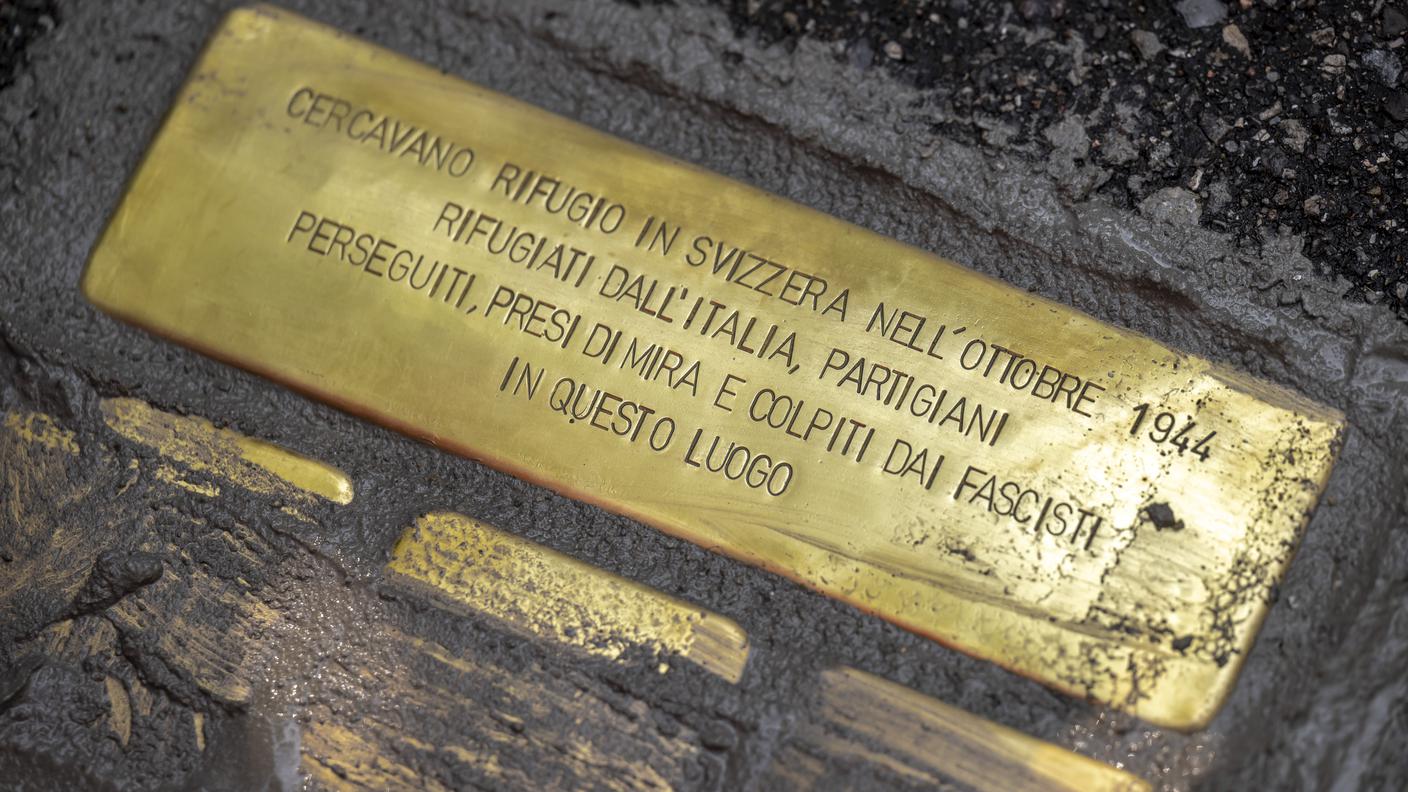 CERCAVANO RIFUGIO IN SVIZZERA NELL´OTTOBRE 1944
RIFUGIATI DALL'ITALIA, PARTIGIANI
PERSEGUITI, PRESI DI MIRA E COLPITI DAI FASCISTI
IN QUESTO LUOGO